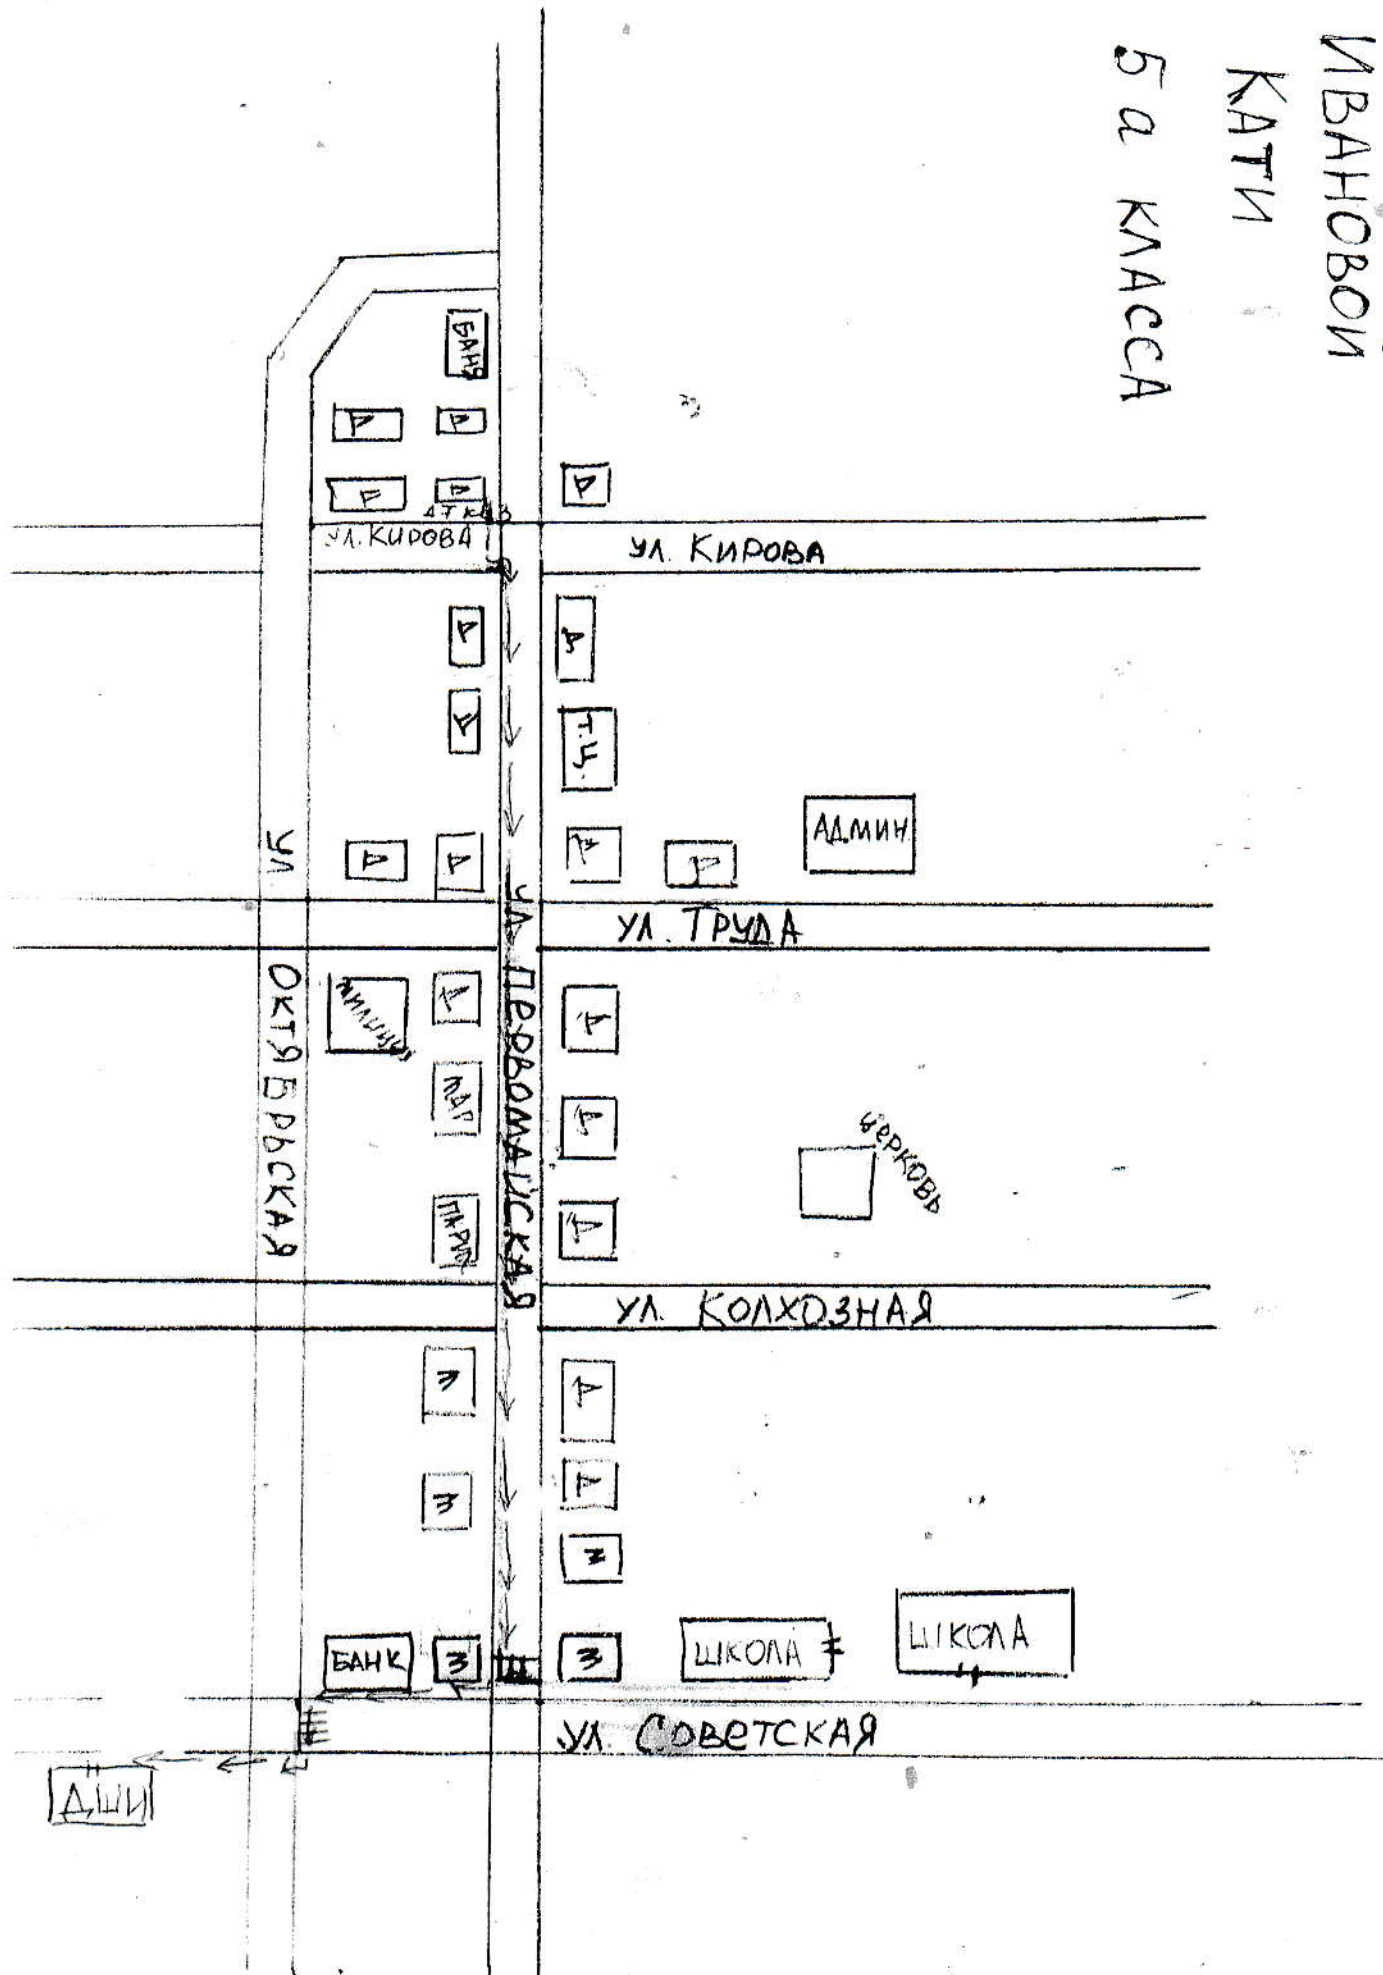 ИВАНОВОЙ
КАТИ
5 а КЛАССА
БАНЯ
Д
Д
Д
Д
Д
УЛ. КИРОВА
УЛ. КИРОВА
Д
Д
Д
Т.Ц.
Д
Д
Д
Д
АДМИН.
УЛ. ТРУДА
УЛ ОКТЯБРЬСКАЯ
УЛ ПЕРВОМАЙСКАЯ
МИЛИЦИЯ
Д
Д
Д
Д
ЦЕРКОВЬ
УЛ. КОЛХОЗНАЯ
Д
Д
М
БАНК
З
З
ШКОЛА
ШКОЛА
УЛ. СОВЕТСКАЯ
ДШИ